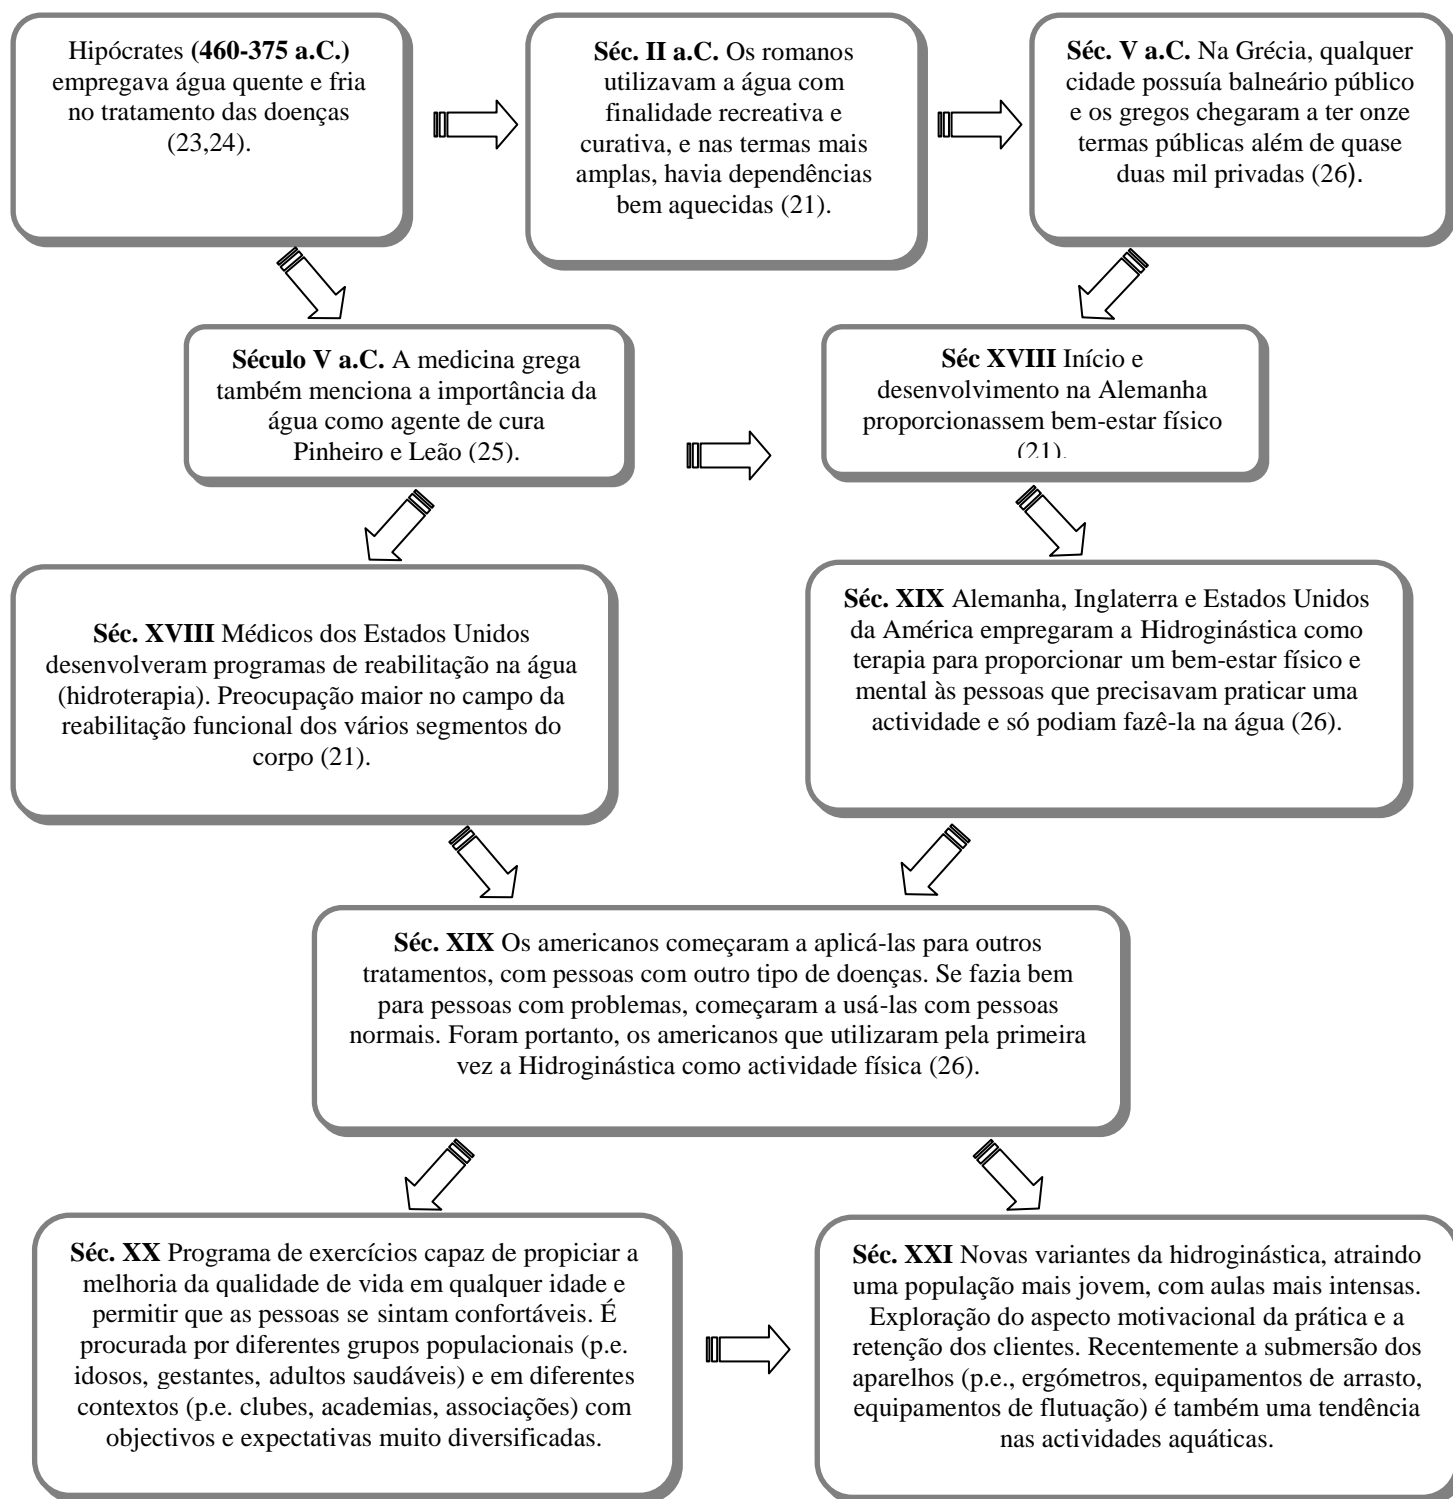 Hipócrates (460-375 a.C.)
empregava água quente e fria
no tratamento das doenças
(23,24).
Séc. II a.C. Os romanos
utilizavam a água com
finalidade recreativa e
curativa, e nas termas mais
amplas, havia dependências
bem aquecidas (21).
Séc. V a.C. Na Grécia, qualquer
cidade possuía balneário público
e os gregos chegaram a ter onze
termas públicas além de quase
duas mil privadas (26).
Século V a.C. A medicina grega
também menciona a importância da
água como agente de cura
Pinheiro e Leão (25).
Séc XVIII Início e
desenvolvimento na Alemanha
proporcionassem bem-estar físico
(21).
Séc. XVIII Médicos dos Estados Unidos
desenvolveram programas de reabilitação na água
(hidroterapia). Preocupação maior no campo da
reabilitação funcional dos vários segmentos do
corpo (21).
Séc. XIX Alemanha, Inglaterra e Estados Unidos
da América empregaram a Hidroginástica como
terapia para proporcionar um bem-estar físico e
mental às pessoas que precisavam praticar uma
actividade e só podiam fazê-la na água (26).
Séc. XIX Os americanos começaram a aplicá-las para outros
tratamentos, com pessoas com outro tipo de doenças. Se fazia bem
para pessoas com problemas, começaram a usá-las com pessoas
normais. Foram portanto, os americanos que utilizaram pela primeira
vez a Hidroginástica como actividade física (26).
Séc. XX Programa de exercícios capaz de propiciar a
melhoria da qualidade de vida em qualquer idade e
permitir que as pessoas se sintam confortáveis. É
procurada por diferentes grupos populacionais (p.e.
idosos, gestantes, adultos saudáveis) e em diferentes
contextos (p.e. clubes, academias, associações) com
objectivos e expectativas muito diversificadas.
Séc. XXI Novas variantes da hidroginástica, atraindo
uma população mais jovem, com aulas mais intensas.
Exploração do aspecto motivacional da prática e a
retenção dos clientes. Recentemente a submersão dos
aparelhos (p.e., ergómetros, equipamentos de arrasto,
equipamentos de flutuação) é também uma tendência
nas actividades aquáticas.